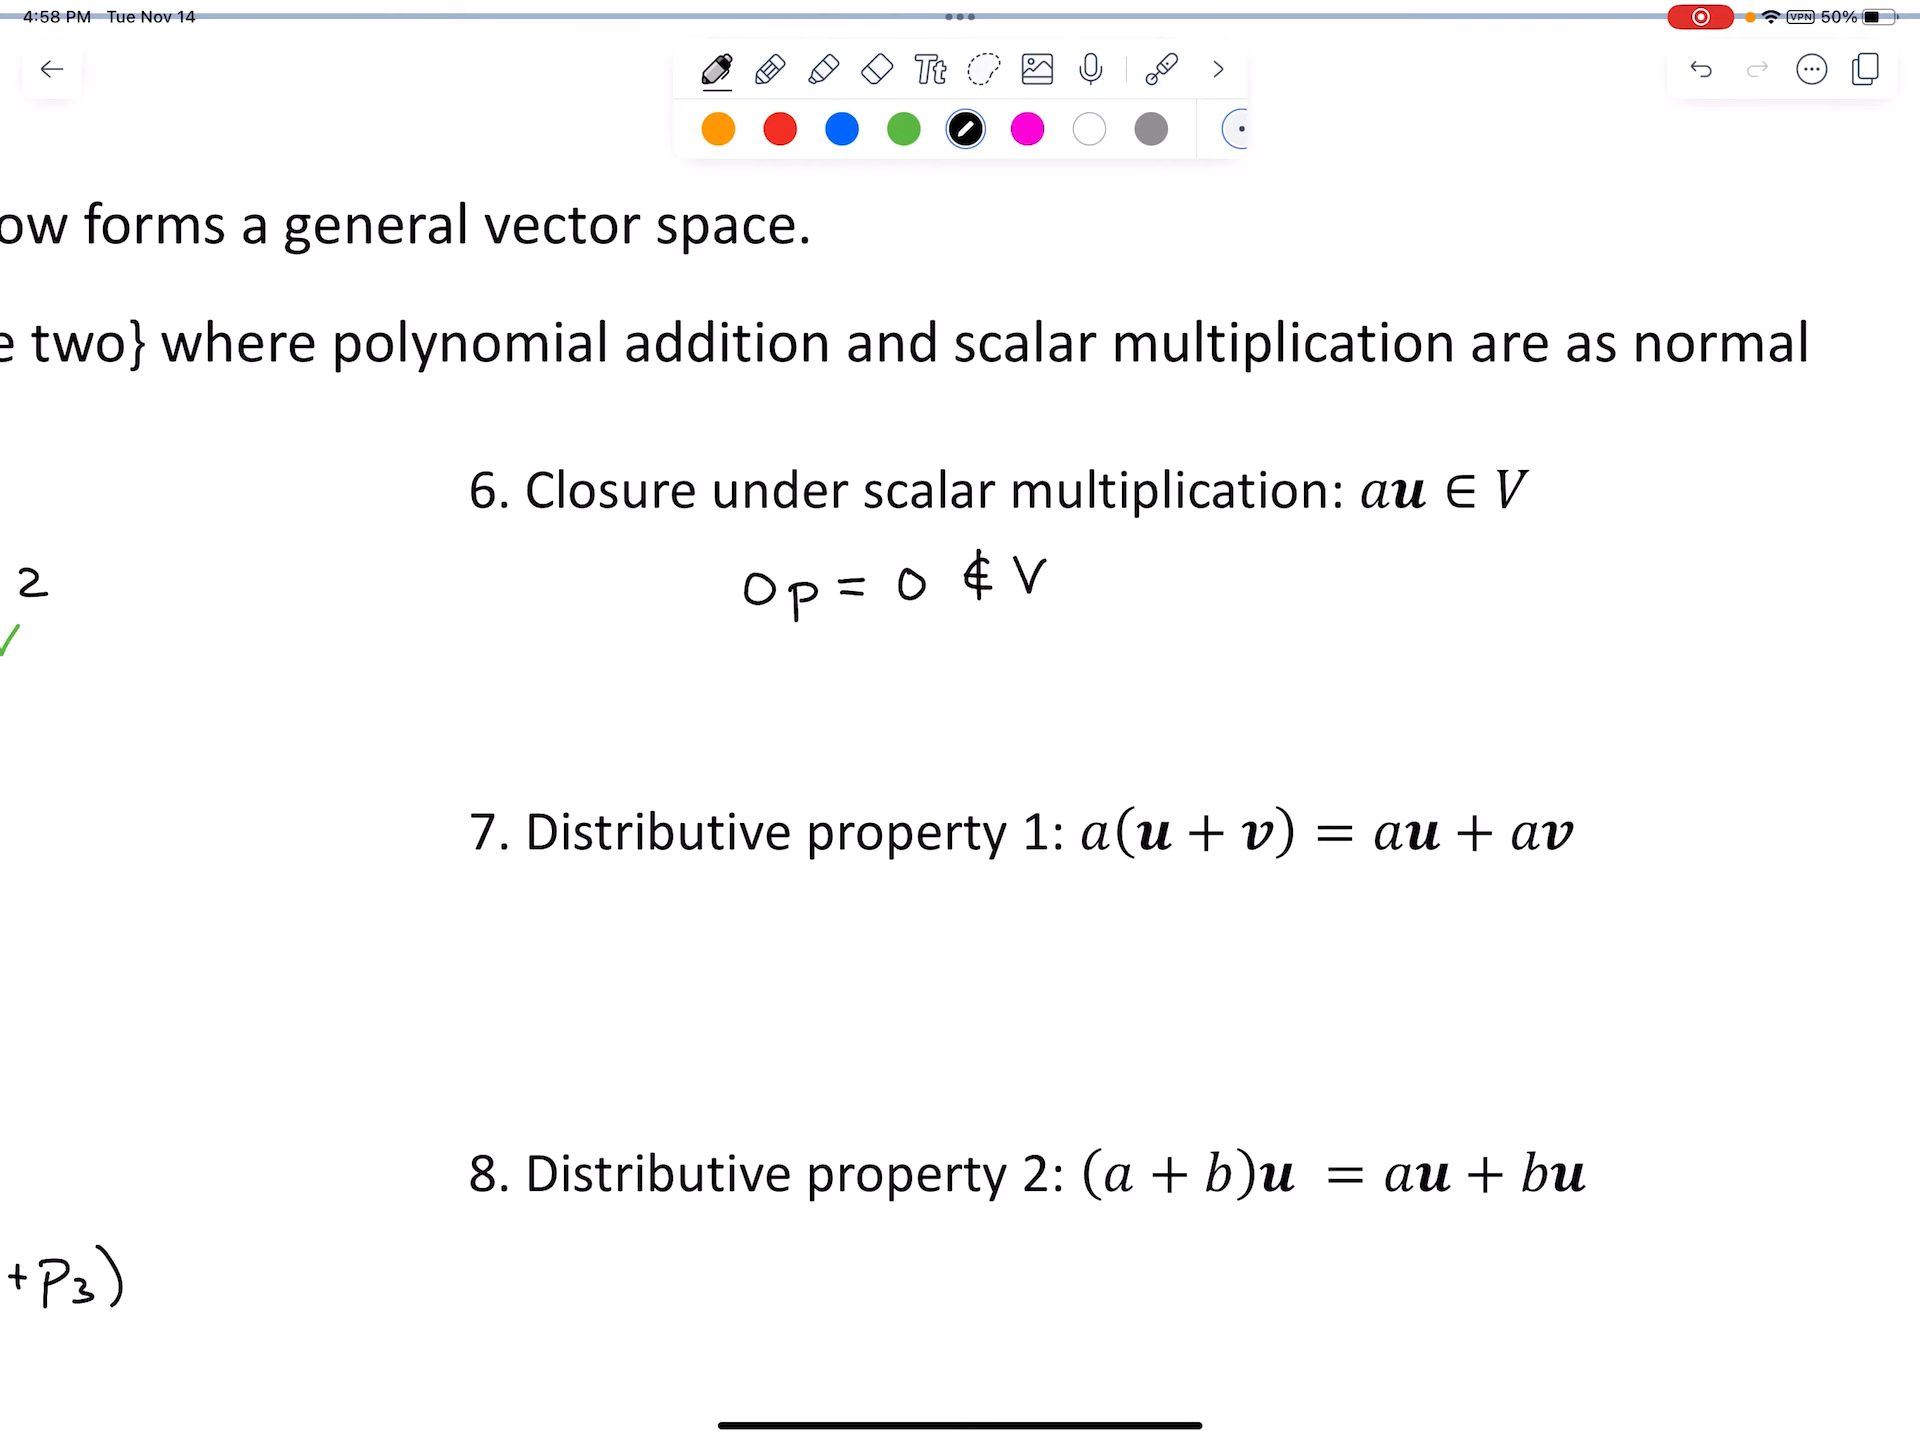 4:58 PM Tue Nov 14
VPN 50%
Tt
ow forms a general vector space.
e two} where polynomial addition and scalar multiplication are as normal
6. Closure under scalar multiplication: au ∈ V
0p = 0 ∉ V
2
✓
7. Distributive property 1: a(u + v) = au + av
8. Distributive property 2: (a + b)u = au + bu
+P₃)